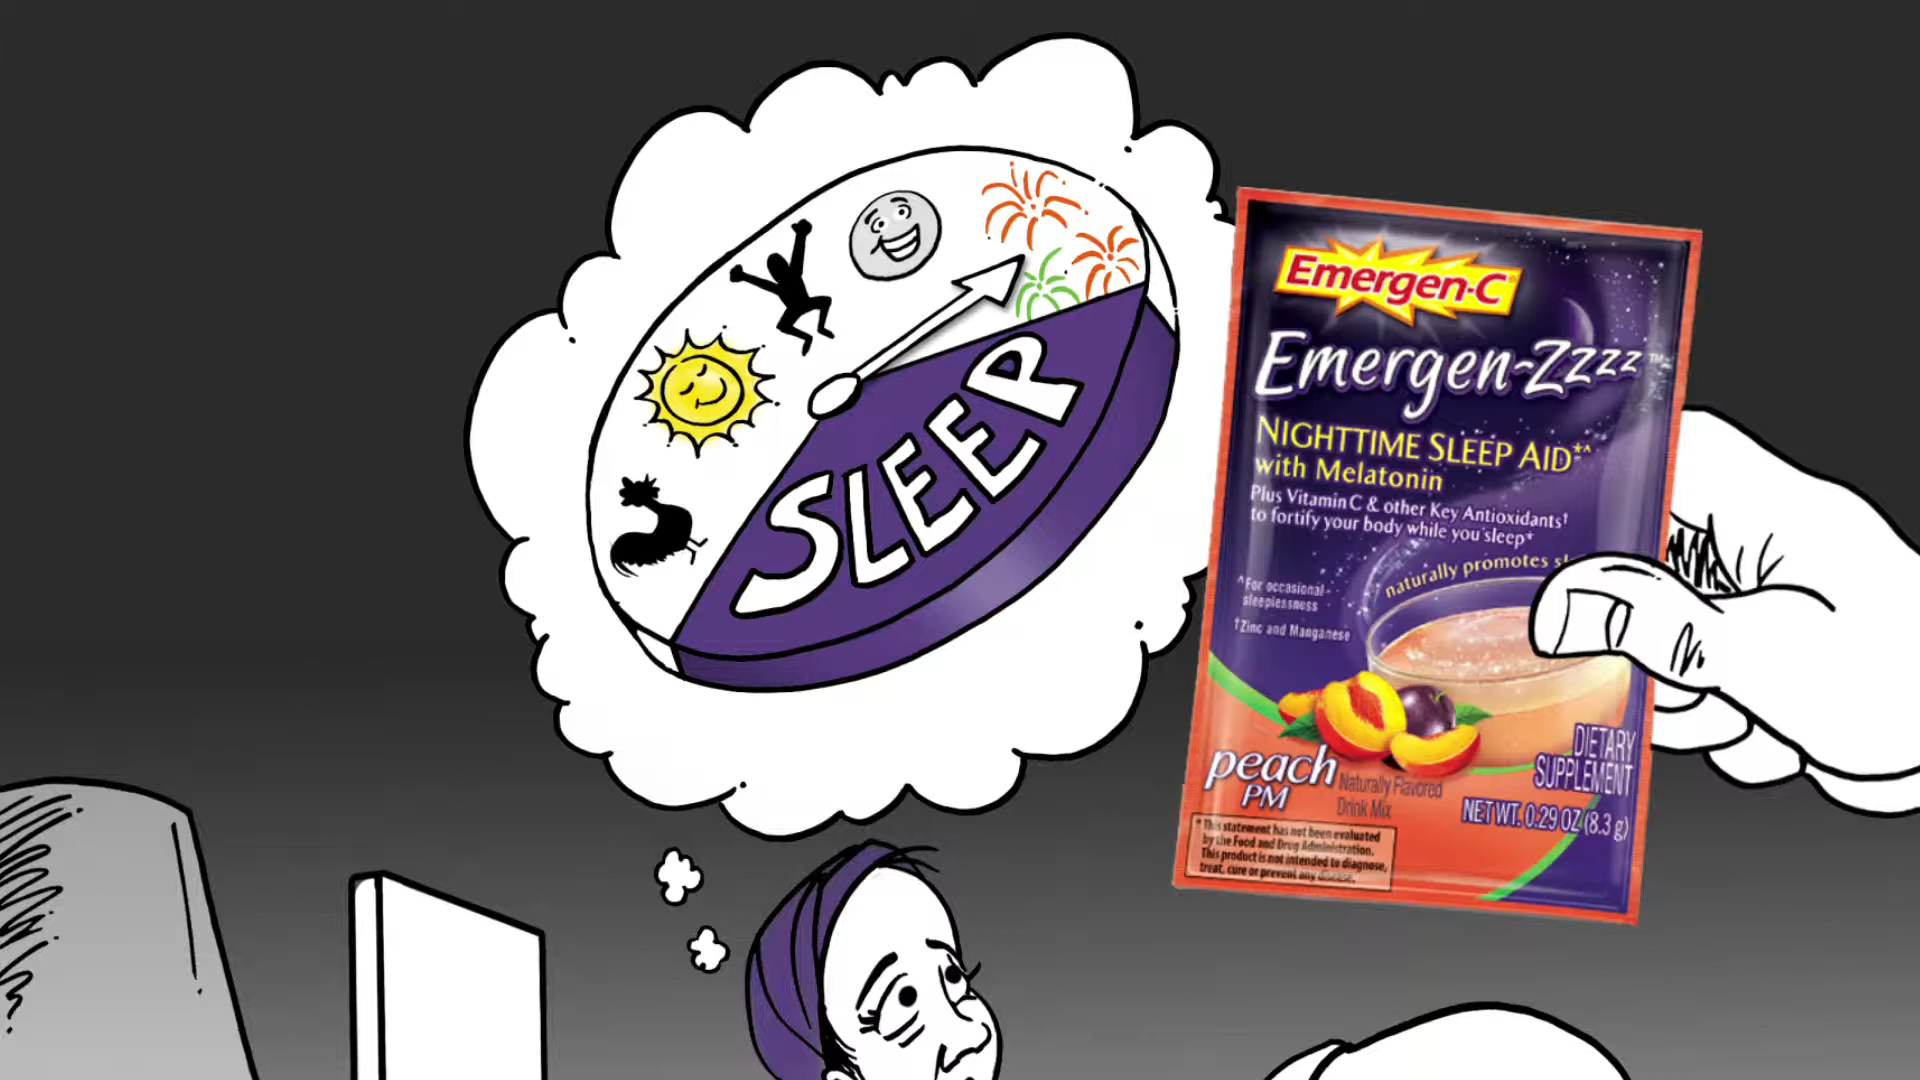 SLEEP
Emergen-C
Emergen-Zzzz™
NIGHTTIME SLEEP AID*^
with Melatonin
Plus Vitamin C & other Key Antioxidants†
to fortify your body while you sleep*
naturally promotes
^For occasional
sleeplessness
†Zinc and Manganese
peach
PM
Naturally Flavored
Drink Mix
DIETARY
SUPPLEMENT
NET WT. 0.29 OZ (8.3 g)
*This statement has not been evaluated
by the Food and Drug Administration.
This product is not intended to diagnose,
treat, cure or prevent any disease.